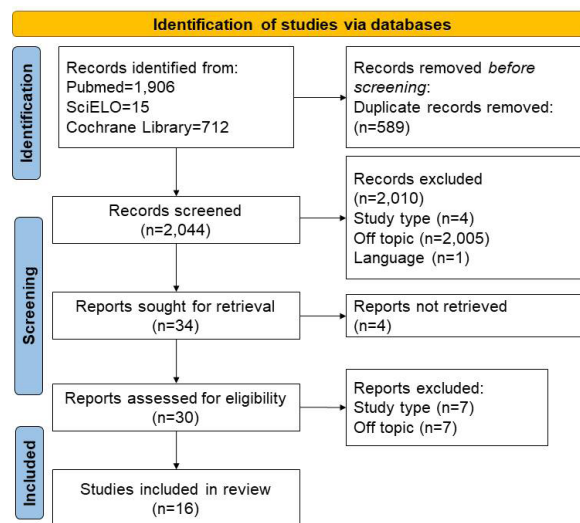 Identification of studies via databases
Identification
Records identified from:
Pubmed=1,906
SciELO=15
Cochrane Library=712
Records removed before
screening:
Duplicate records removed:
(n=589)
Screening
Records screened
(n=2,044)
Records excluded
(n=2,010)
Study type (n=4)
Off topic (n=2,005)
Language (n=1)
Reports sought for retrieval
(n=34)
Reports not retrieved
(n=4)
Reports assessed for eligibility
(n=30)
Reports excluded:
Study type (n=7)
Off topic (n=7)
Included
Studies included in review
(n=16)